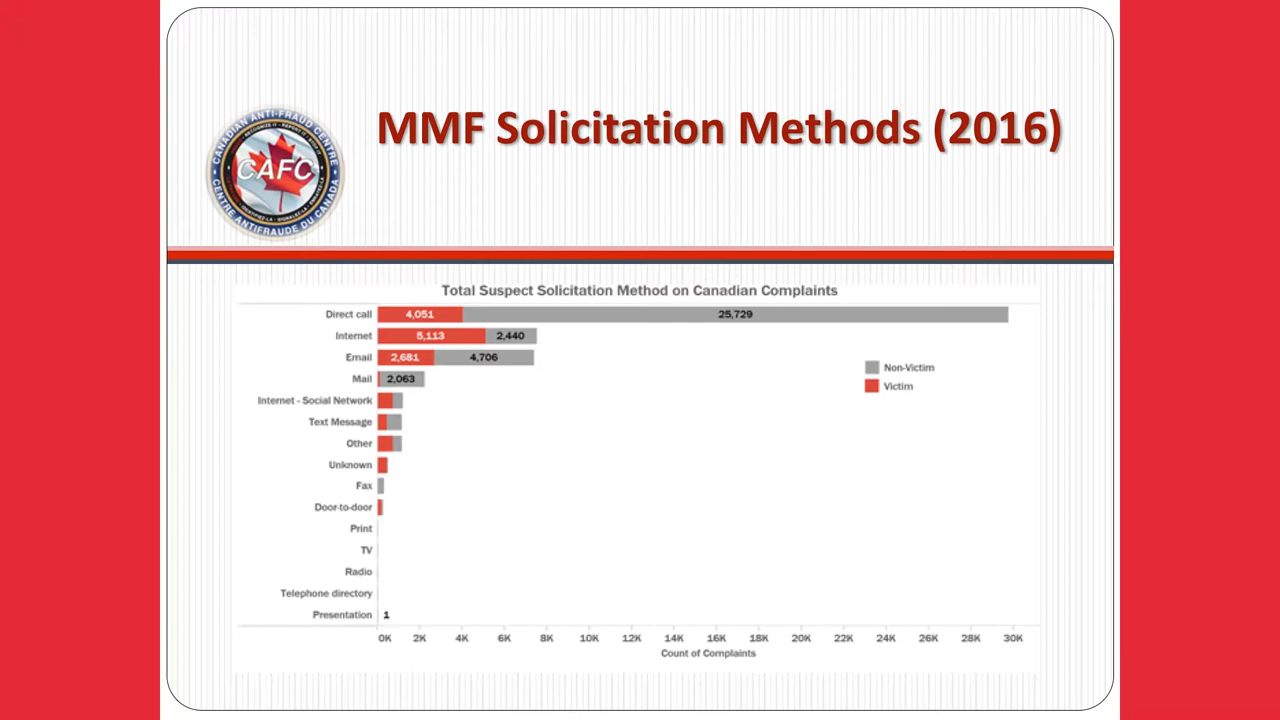 MMF Solicitation Methods (2016)
CANADIAN ANTI-FRAUD CENTRE
CAFC
CENTRE ANTIFRAUDE DU CANADA
Total Suspect Solicitation Method on Canadian Complaints
Direct call 4,051 25,729
Internet 5,113 2,440
Email 2,681 4,706
Mail 2,063
Internet - Social Network
Text Message
Other
Unknown
Fax
Door-to-door
Print
TV
Radio
Telephone directory
Presentation 1
Non-Victim
Victim
0K 2K 4K 6K 8K 10K 12K 14K 16K 18K 20K 22K 24K 26K 28K 30K
Count of Complaints